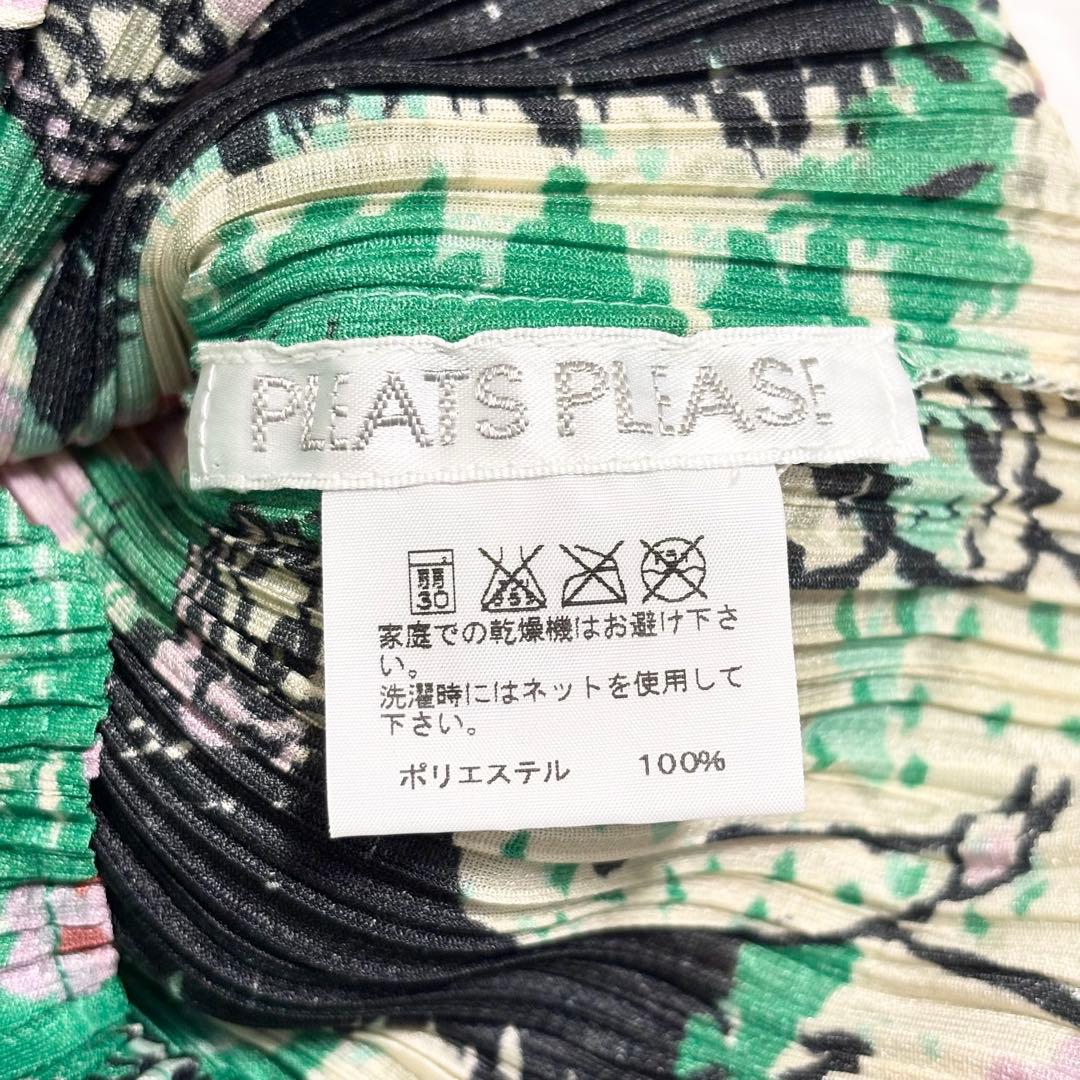 PLEATS PLEASE
弱
30
家庭での乾燥機はお避け下さ
い。
洗濯時にはネットを使用して
下さい。
ポリエステル 100%